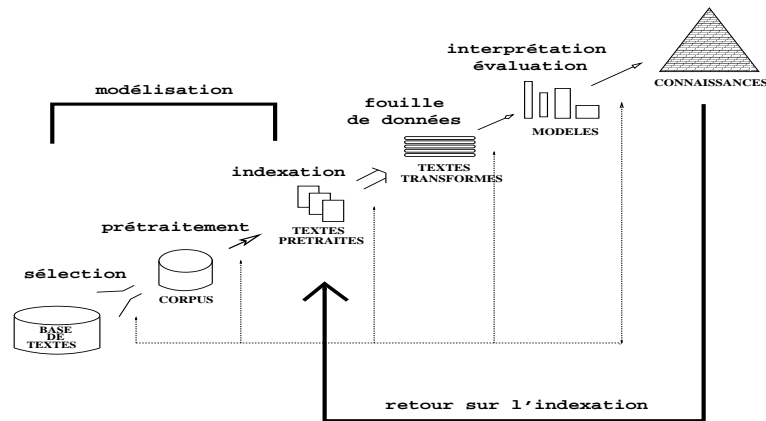 interprétation
évaluation
CONNAISSANCES
modélisation
fouille
de données
MODELES
TEXTES
TRANSFORMES
indexation
TEXTES
PRETRAITES
prétraitement
sélection
CORPUS
BASE
DE
TEXTES
retour sur l'indexation